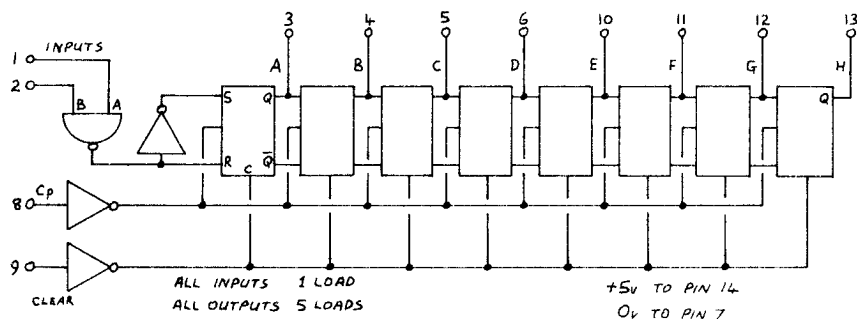 3 4 5 6 10 11 12 13
INPUTS
1
2
A B C D E F G H
B A
S Q
Q
R Q̅
C
8 Cp
9
CLEAR
ALL INPUTS 1 LOAD
ALL OUTPUTS 5 LOADS
+5v TO PIN 14
0v TO PIN 7